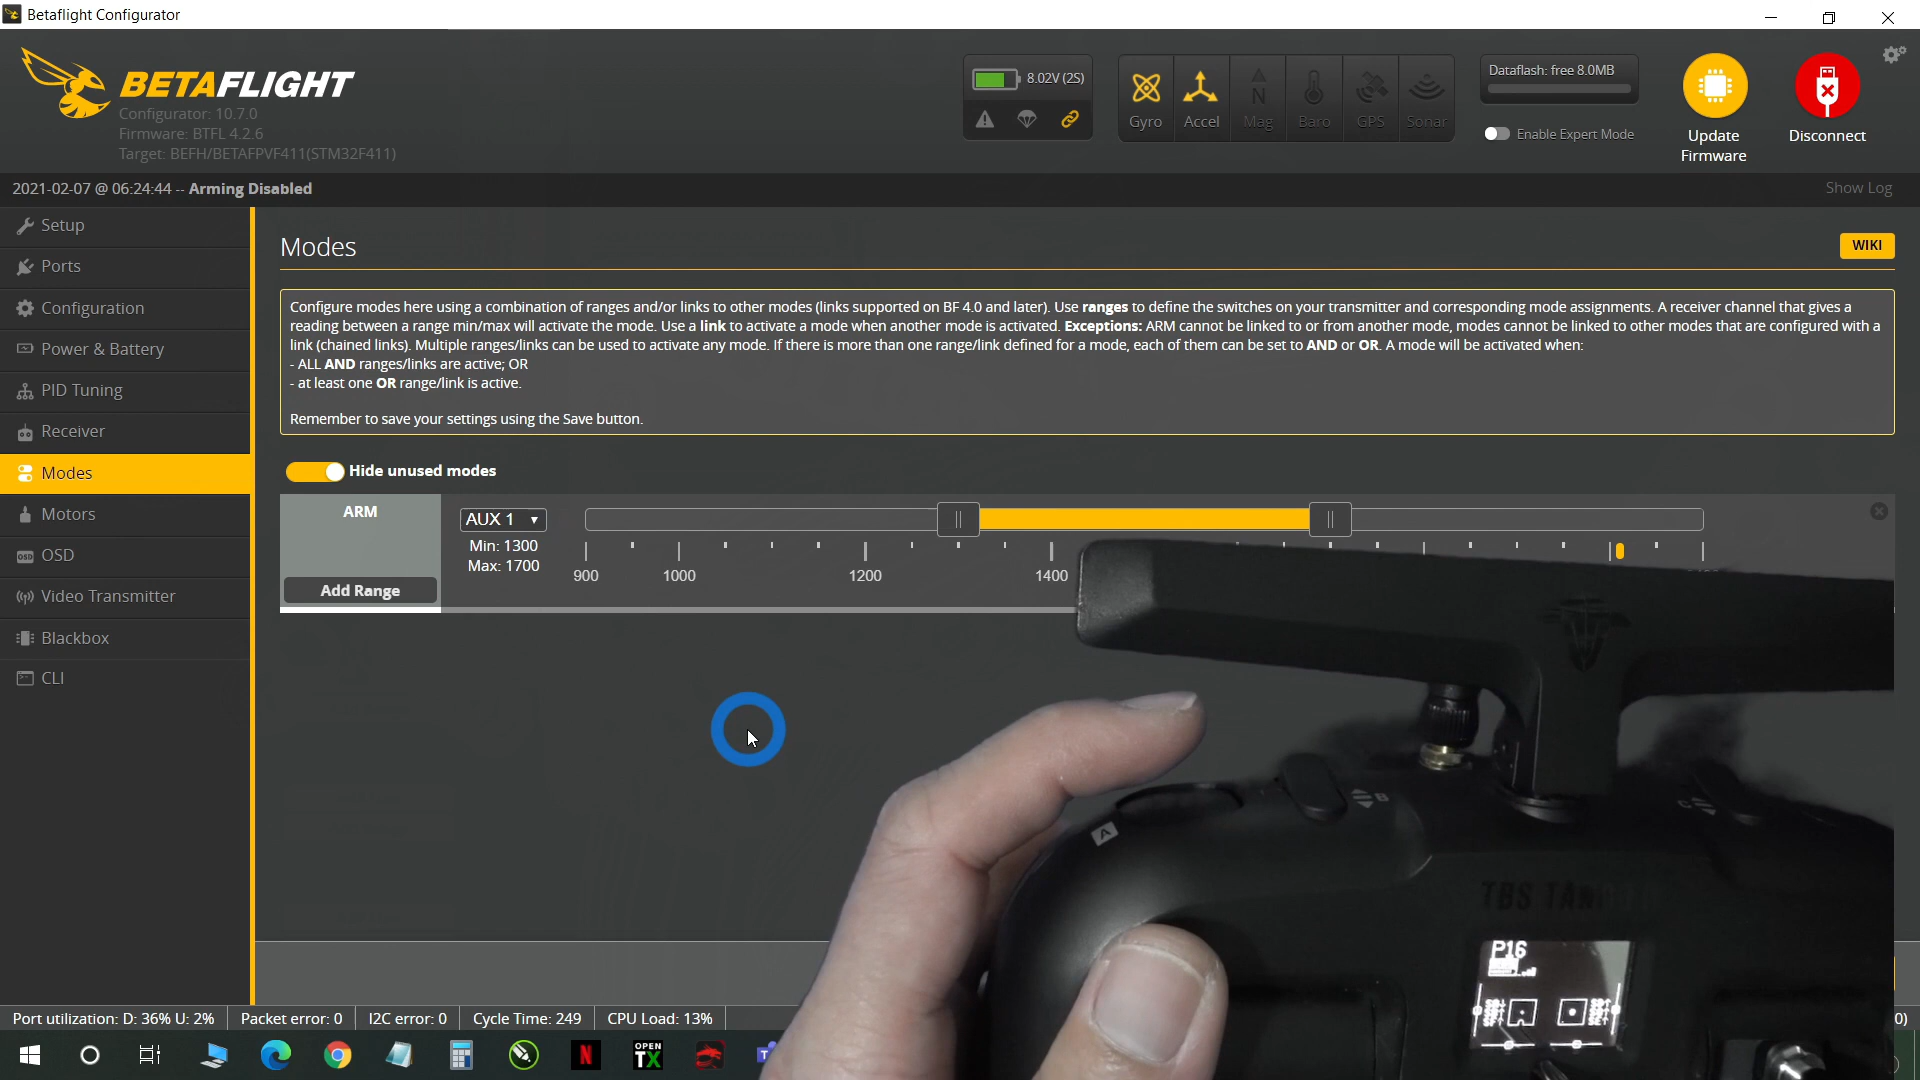 Betaflight Configurator
BETAFLIGHT
Configurator: 10.7.0
Firmware: BTFL 4.2.6
Target: BEFH/BETAFPVF411(STM32F411)
8.02V (2S)
Gyro
Accel
Mag
Baro
GPS
Sonar
Dataflash: free 8.0MB
Enable Expert Mode
Update
Firmware
Disconnect
2021-02-07 @ 06:24:44 -- Arming Disabled
Show Log
Setup
Ports
Configuration
Power & Battery
PID Tuning
Receiver
Modes
Motors
OSD
Video Transmitter
Blackbox
CLI
Modes
WIKI
Configure modes here using a combination of ranges and/or links to other modes (links supported on BF 4.0 and later). Use ranges to define the switches on your transmitter and corresponding mode assignments. A receiver channel that gives a
reading between a range min/max will activate the mode. Use a link to activate a mode when another mode is activated. Exceptions: ARM cannot be linked to or from another mode, modes cannot be linked to other modes that are configured with a
link (chained links). Multiple ranges/links can be used to activate any mode. If there is more than one range/link defined for a mode, each of them can be set to AND or OR. A mode will be activated when:
- ALL AND ranges/links are active; OR
- at least one OR range/link is active.
Remember to save your settings using the Save button.
Hide unused modes
ARM
Add Range
AUX 1
Min: 1300
Max: 1700
900
1000
1200
1400
A
B
C
TBS TAN
P16
Port utilization: D: 36% U: 2%
Packet error: 0
I2C error: 0
Cycle Time: 249
CPU Load: 13%
0)
OPEN
TX